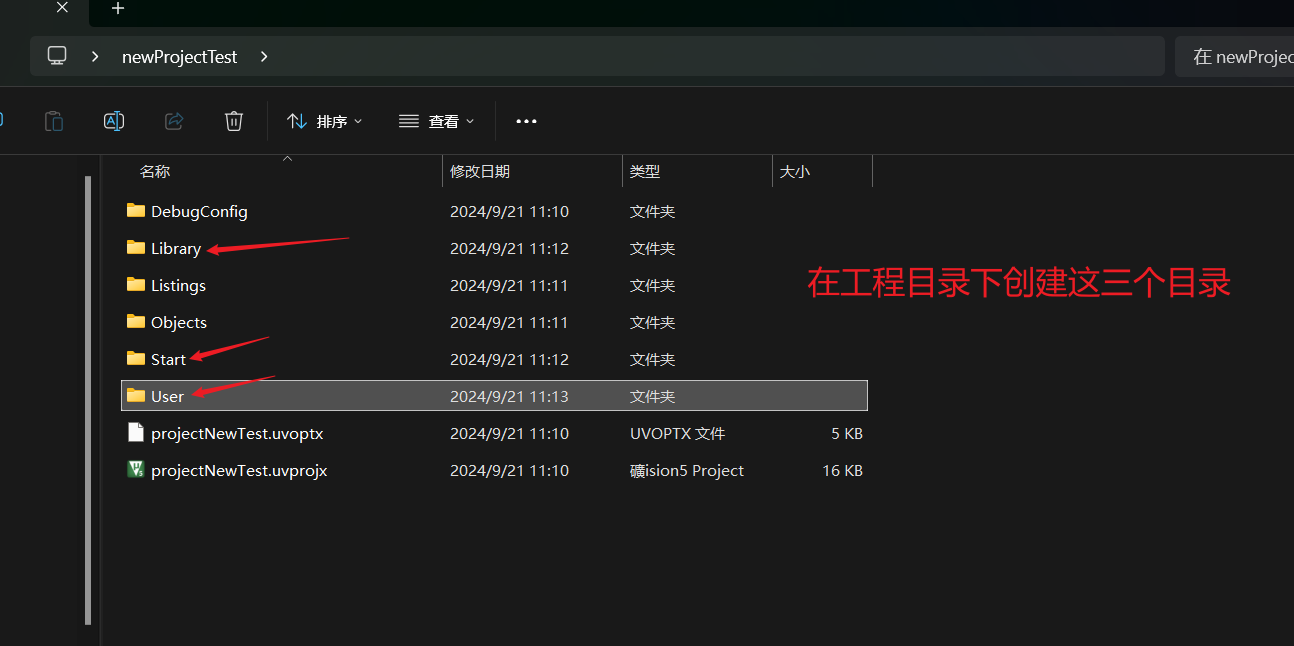 newProjectTest
在 newProjec
排序
查看
名称 修改日期 类型 大小
DebugConfig 2024/9/21 11:10 文件夹
Library 2024/9/21 11:12 文件夹
在工程目录下创建这三个目录
Listings 2024/9/21 11:11 文件夹
Objects 2024/9/21 11:11 文件夹
Start 2024/9/21 11:12 文件夹
User 2024/9/21 11:13 文件夹
projectNewTest.uvoptx 2024/9/21 11:10 UVOPTX 文件 5 KB
projectNewTest.uvprojx 2024/9/21 11:10 礦ision5 Project 16 KB